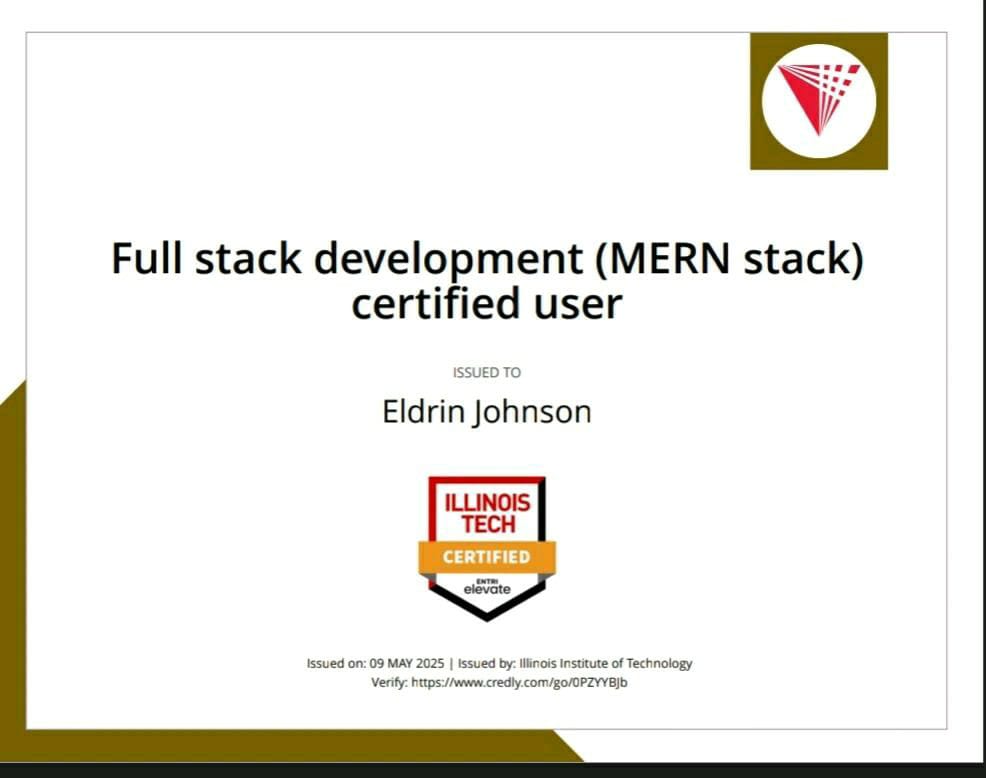 Full stack development (MERN stack)
certified user
ISSUED TO
Eldrin Johnson
ILLINOIS
TECH
CERTIFIED
ENTRI
elevate
Issued on: 09 MAY 2025 | Issued by: Illinois Institute of Technology
Verify: https://www.credly.com/go/0PZYYBJb